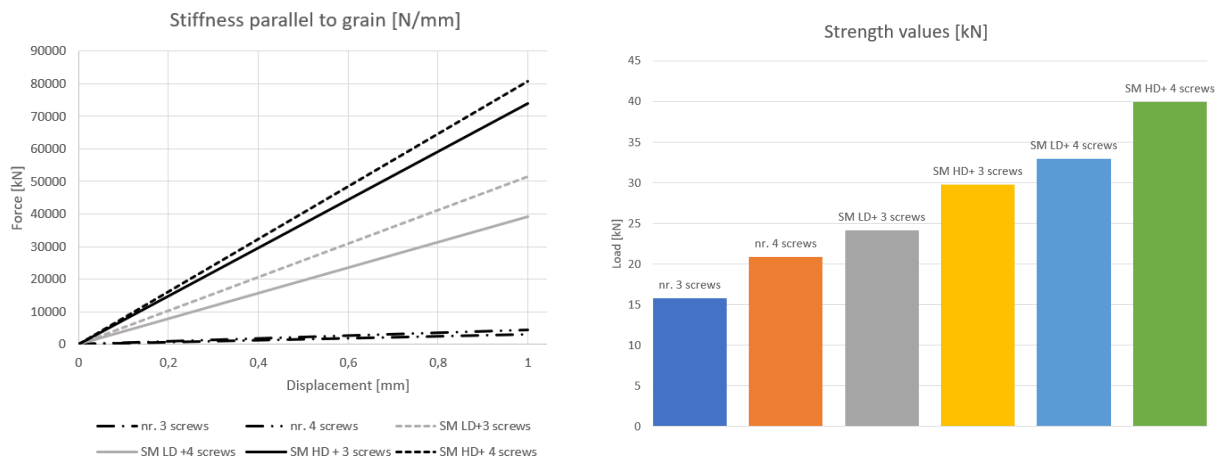 Stiffness parallel to grain [N/mm]
90000
80000
70000
60000
50000
40000
30000
20000
10000
0
Force [kN]
0 0,2 0,4 0,6 0,8 1
Displacement [mm]
nr. 3 screws nr. 4 screws SM LD+3 screws
SM LD +4 screws SM HD + 3 screws SM HD+ 4 screws
Strength values [kN]
45
40
35
30
25
20
15
10
5
0
Load [kN]
nr. 3 screws
nr. 4 screws
SM LD+ 3 screws
SM HD+ 3 screws
SM LD+ 4 screws
SM HD+ 4 screws